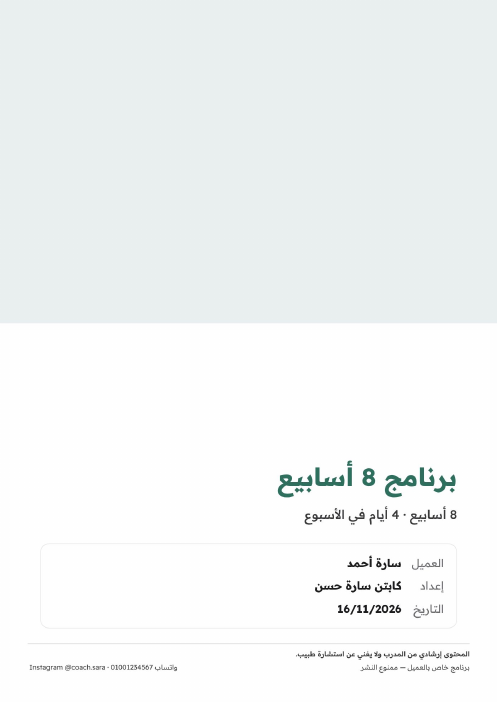 برنامج 8 أسابيع
8 أسابيع · 4 أيام في الأسبوع
العميل سارة أحمد
إعداد كابتن سارة حسن
التاريخ 16/11/2026
المحتوى إرشادي من المدرب ولا يغني عن استشارة طبيب.
برنامج خاص بالعميل — ممنوع النشر
واتساب 01001234567 · Instagram @coach.sara